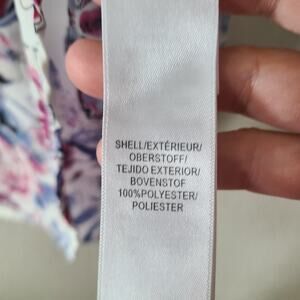 SHELL/EXTÉRIEUR/
OBERSTOFF/
TEJIDO EXTERIOR/
BOVENSTOF
100%POLYESTER/
POLIESTER